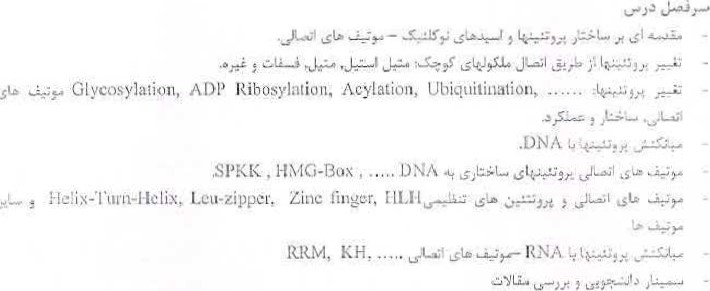 سرفصل درس
- مقدمه ای بر ساختار پروتئینها و اسیدهای نوکلئیک – موتیف های اتصالی.
- تغییر پروتئینها از طریق اتصال ملکولهای کوچک: مثیل استیل, متیل, فسفات و غیره.
- تغییر پروتئینها: Glycosylation, ADP Ribosylation, Acylation, Ubiquitination, ...... موتیف های
اتصالی, ساختار و عملکرد.
- میانکنش پروتئینها با DNA.
- موتیف های اتصالی پروتئینهای ساختاری به DNA ..... , SPKK , HMG-Box.
- موتیف های اتصالی و پروتئین های تنظیمی Helix-Turn-Helix, Leu-zipper, Zinc finger, HLH و سایر
موتیف ها
- میانکنش پروتئینها با RNA –موتیف های اتصالی ..... RRM, KH,
- سمینار دانشجویی و بررسی مقالات